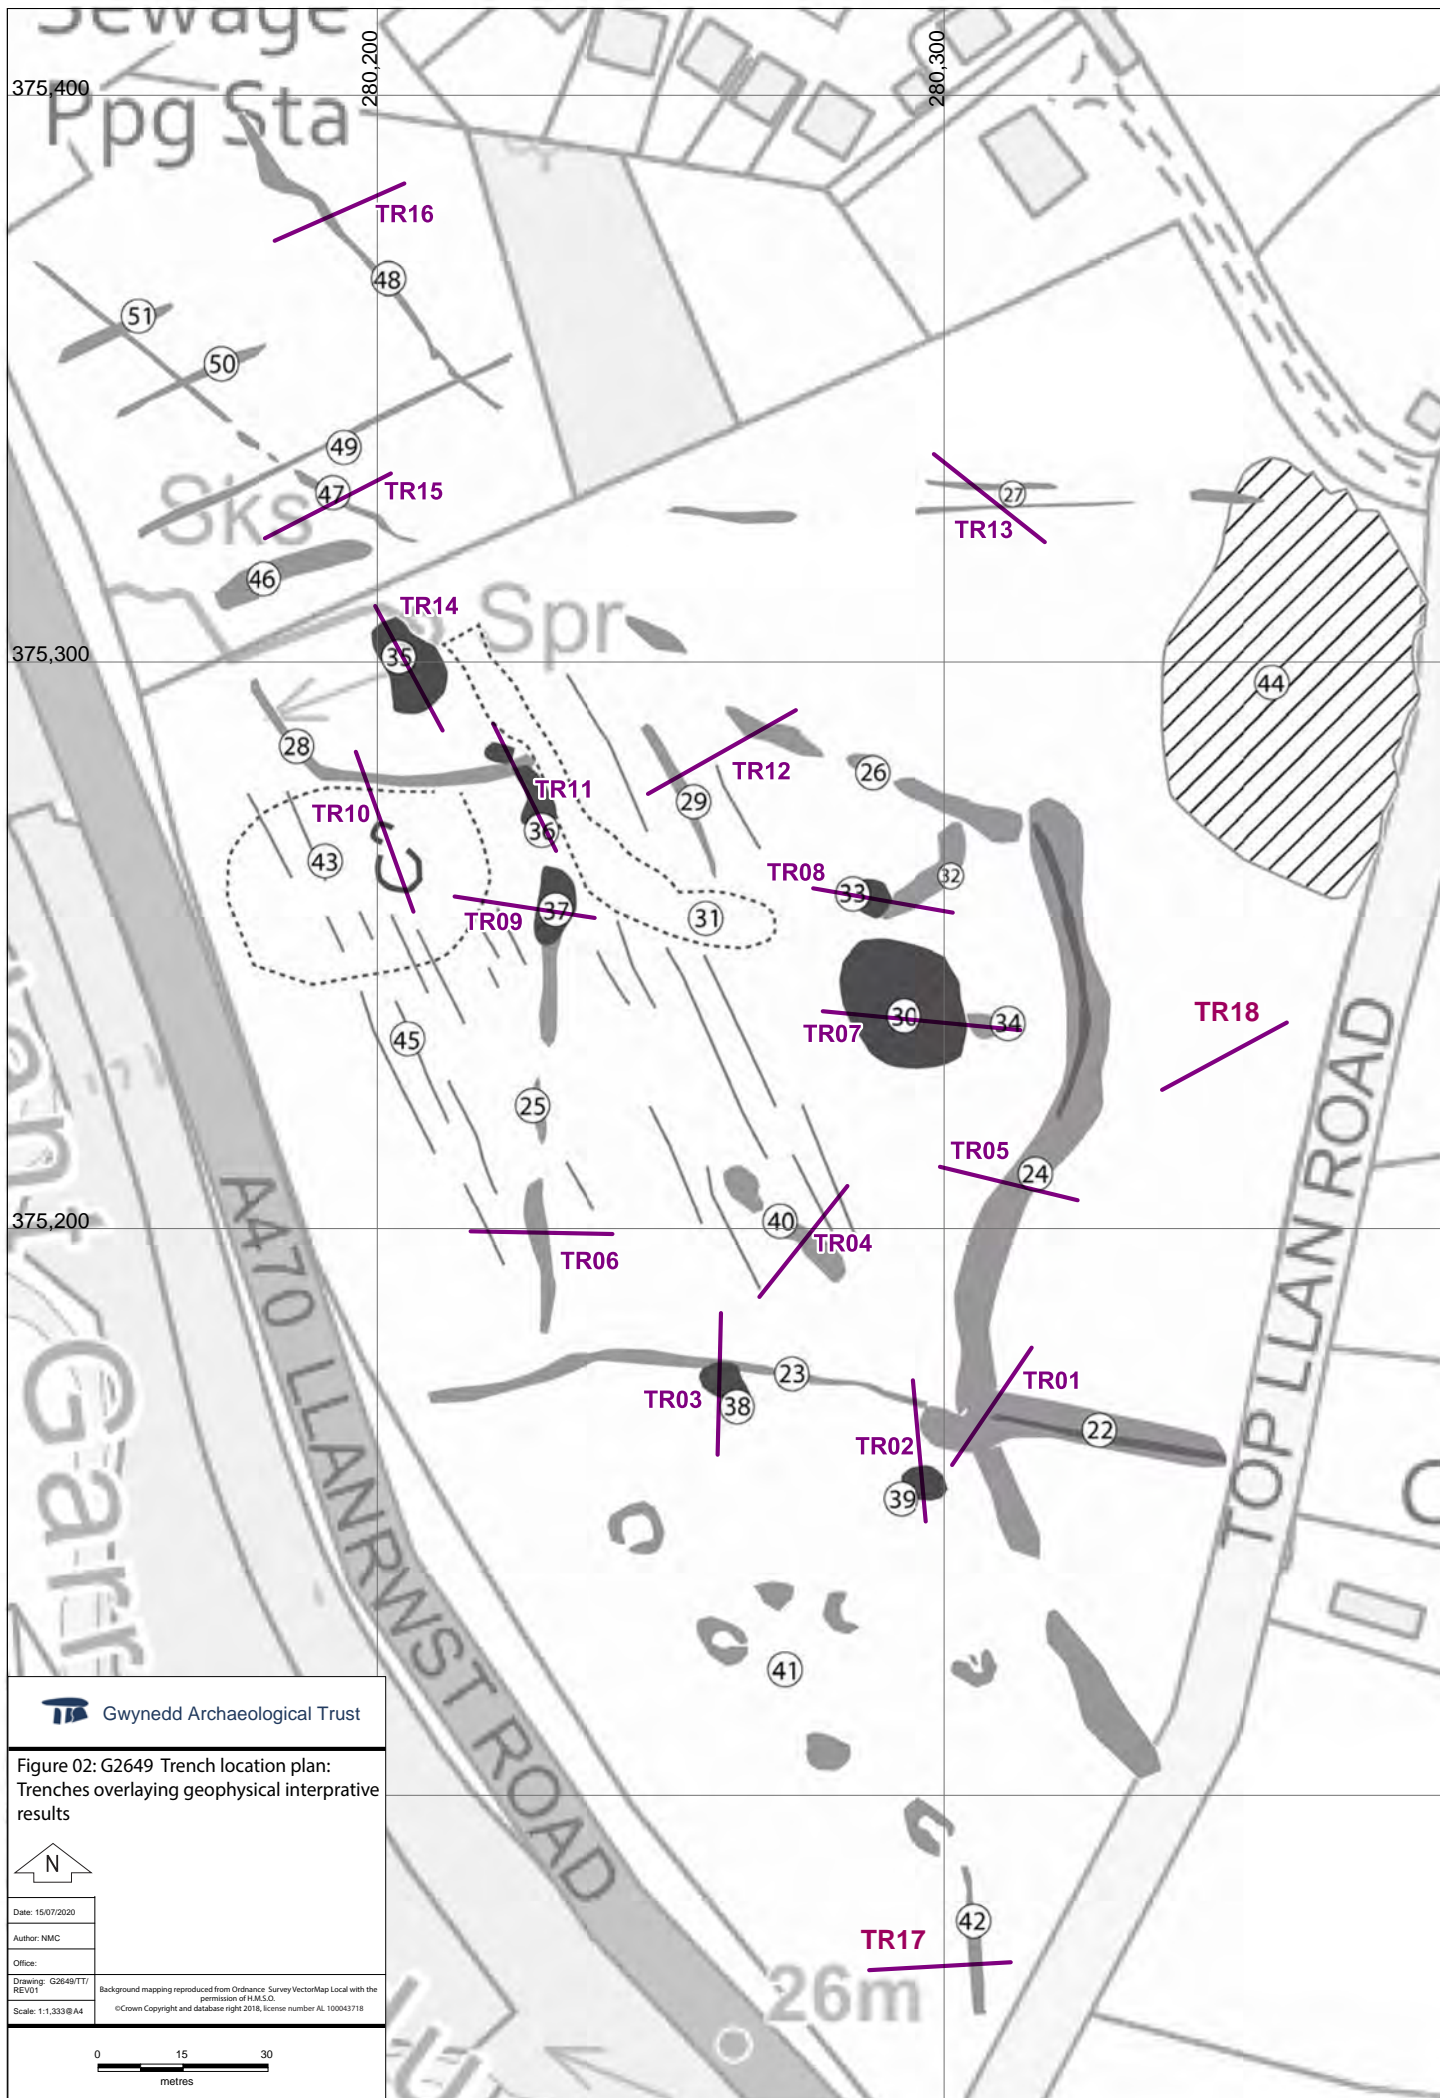 Sewage
Ppg Sta
280,200
280,300
375,400
TR16
48
51
50
49
Sks
47
TR15
27
TR13
46
TR14
Spr
375,300
35
44
28
TR12
26
TR11
29
TR10
36
43
TR08
33
32
37
TR09
31
TR18
30
34
TR07
45
25
TR05
24
375,200
40
TR04
TR06
23
TR03
38
TR01
22
TR02
39
41
A470 LLANRWST ROAD
TOP LLAN ROAD
42
TR17
26m
Gwynedd Archaeological Trust
Figure 02: G2649 Trench location plan:
Trenches overlaying geophysical interprative
results
N
Date: 15/07/2020
Author: NMC
Office:
Drawing: G2649/TT/
REV01
Scale: 1:1,333@A4
Background mapping reproduced from Ordnance Survey VectorMap Local with the
permission of H.M.S.O.
©Crown Copyright and database right 2018, license number AL 100043718
0 15 30
metres